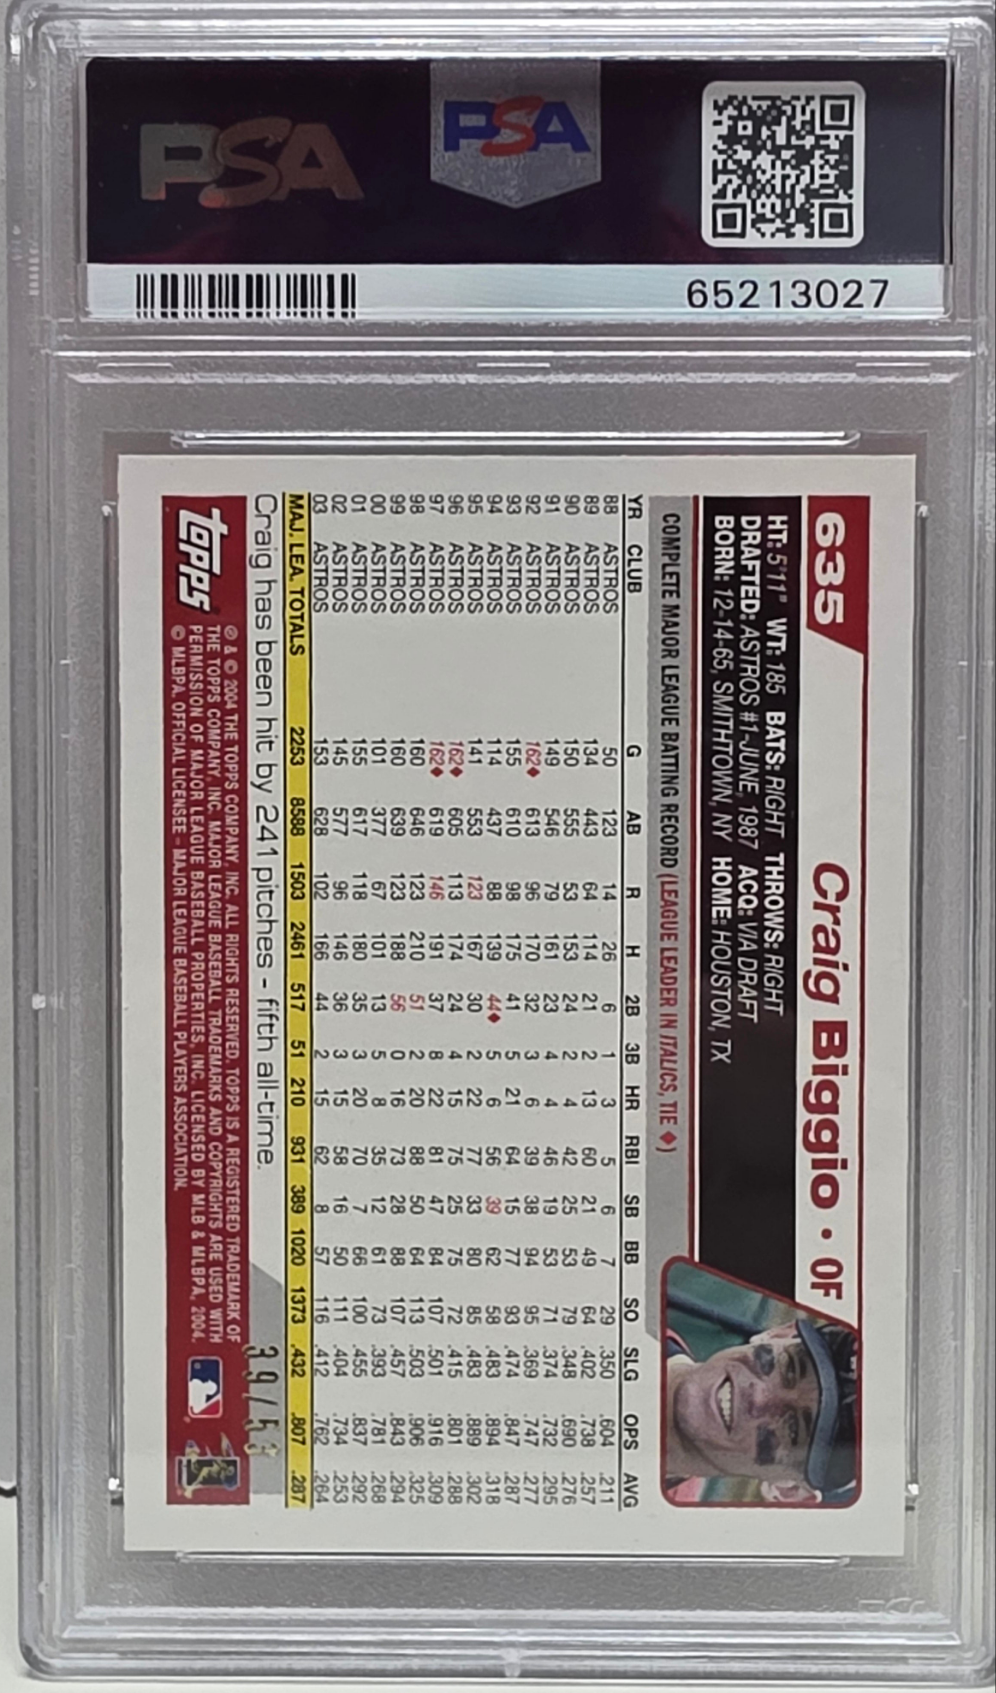 PSA
PSA
65213027
635
Craig Biggio • OF
HT: 5'11" WT: 185 BATS: RIGHT THROWS: RIGHT
DRAFTED: ASTROS #1-JUNE, 1987 ACQ: VIA DRAFT
BORN: 12-14-65, SMITHTOWN, NY HOME: HOUSTON, TX
COMPLETE MAJOR LEAGUE BATTING RECORD (LEAGUE LEADER IN ITALICS, TIE ♦)
YR CLUB G AB R H 2B 3B HR RBI SB BB SO SLG OPS AVG
88 ASTROS 50 123 14 26 6 1 3 5 6 7 29 .350 .604 .211
89 ASTROS 134 443 64 114 21 2 13 60 21 49 64 .402 .738 .257
90 ASTROS 150 555 53 153 24 2 4 42 25 53 79 .348 .690 .276
91 ASTROS 149 546 79 161 23 4 4 46 19 53 71 .374 .732 .295
92 ASTROS 162♦ 613 96 170 32 3 6 39 38 94 95 .369 .747 .277
93 ASTROS 155 610 98 175 41 5 21 64 15 77 93 .474 .847 .287
94 ASTROS 114 437 88 139 44♦ 5 6 56 39 62 58 .483 .894 .318
95 ASTROS 141 553 123 167 30 2 22 77 33 80 85 .483 .889 .302
96 ASTROS 162♦ 605 113 174 24 4 15 75 25 75 72 .415 .801 .288
97 ASTROS 162♦ 619 146 191 37 8 22 81 47 84 107 .501 .916 .309
98 ASTROS 160 646 123 210 51 2 20 88 50 64 113 .503 .906 .325
99 ASTROS 160 639 123 188 56 0 16 73 28 88 107 .457 .843 .294
00 ASTROS 101 377 67 101 13 5 8 35 12 61 73 .393 .781 .268
01 ASTROS 155 617 118 180 35 3 20 70 7 66 100 .455 .837 .292
02 ASTROS 145 577 96 146 36 3 15 58 16 50 111 .404 .734 .253
03 ASTROS 153 628 102 166 44 2 15 62 8 57 116 .412 .762 .264
MAJ. LEA. TOTALS 2253 8588 1503 2461 517 51 210 931 389 1020 1373 .432 .807 .287
Craig has been hit by 241 pitches – fifth all-time.
39/53
topps
® & © 2004 THE TOPPS COMPANY, INC. ALL RIGHTS RESERVED. TOPPS IS A REGISTERED TRADEMARK OF
THE TOPPS COMPANY, INC. MAJOR LEAGUE BASEBALL TRADEMARKS AND COPYRIGHTS ARE USED WITH
PERMISSION OF MAJOR LEAGUE BASEBALL PROPERTIES, INC. LICENSED BY MLB & MLBPA, 2004.
© MLBPA. OFFICIAL LICENSEE - MAJOR LEAGUE BASEBALL PLAYERS ASSOCIATION.